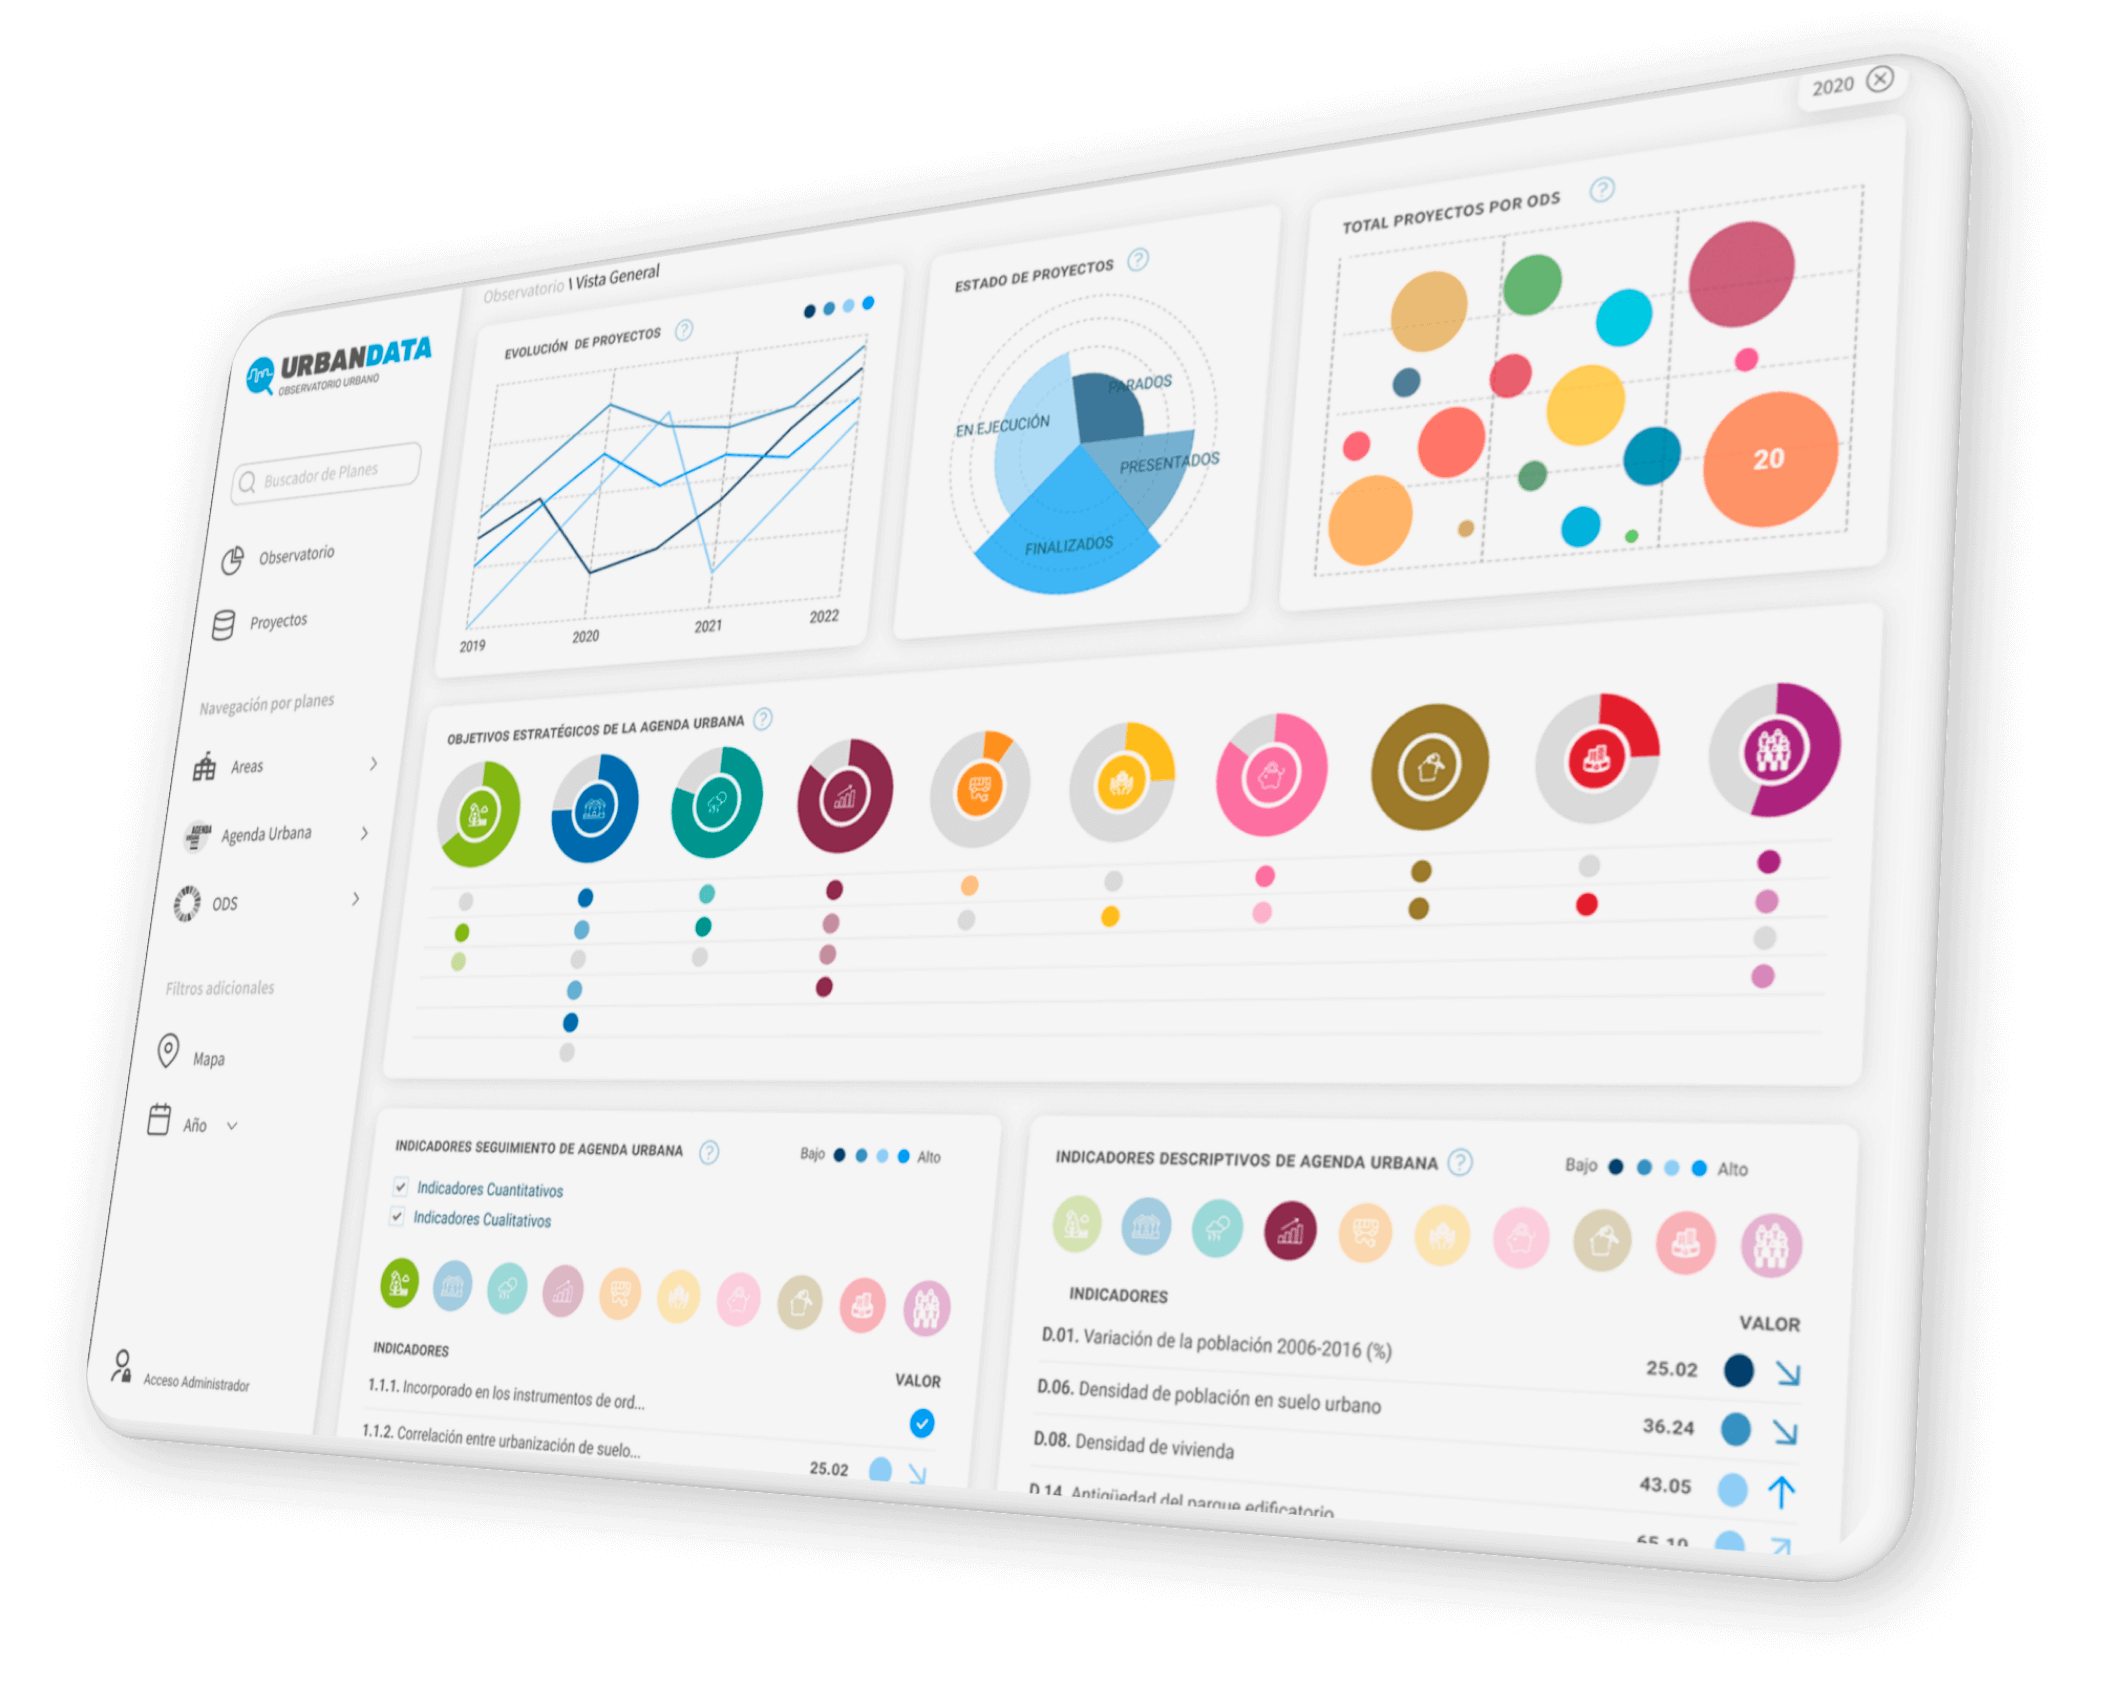 2020
Observatorio \ Vista General
URBANDATA
OBSERVATORIO URBANO
Buscador de Planes
Observatorio
Proyectos
Navegación por planes
Areas
AGENDA
Agenda Urbana
ODS
Filtros adicionales
Mapa
Año
Acceso Administrador
EVOLUCIÓN DE PROYECTOS ?
2019 2020 2021 2022
ESTADO DE PROYECTOS ?
PARADOS
EN EJECUCIÓN
PRESENTADOS
FINALIZADOS
TOTAL PROYECTOS POR ODS ?
20
OBJETIVOS ESTRATÉGICOS DE LA AGENDA URBANA ?
INDICADORES SEGUIMIENTO DE AGENDA URBANA ?
Bajo Alto
Indicadores Cuantitativos
Indicadores Cualitativos
INDICADORES
VALOR
1.1.1. Incorporado en los instrumentos de ord...
1.1.2. Correlación entre urbanización de suelo...
25.02
INDICADORES DESCRIPTIVOS DE AGENDA URBANA ?
Bajo Alto
INDICADORES
VALOR
D.01. Variación de la población 2006-2016 (%)
25.02
D.06. Densidad de población en suelo urbano
36.24
D.08. Densidad de vivienda
43.05
D.14. Antigüedad del parque edificatorio
65.10